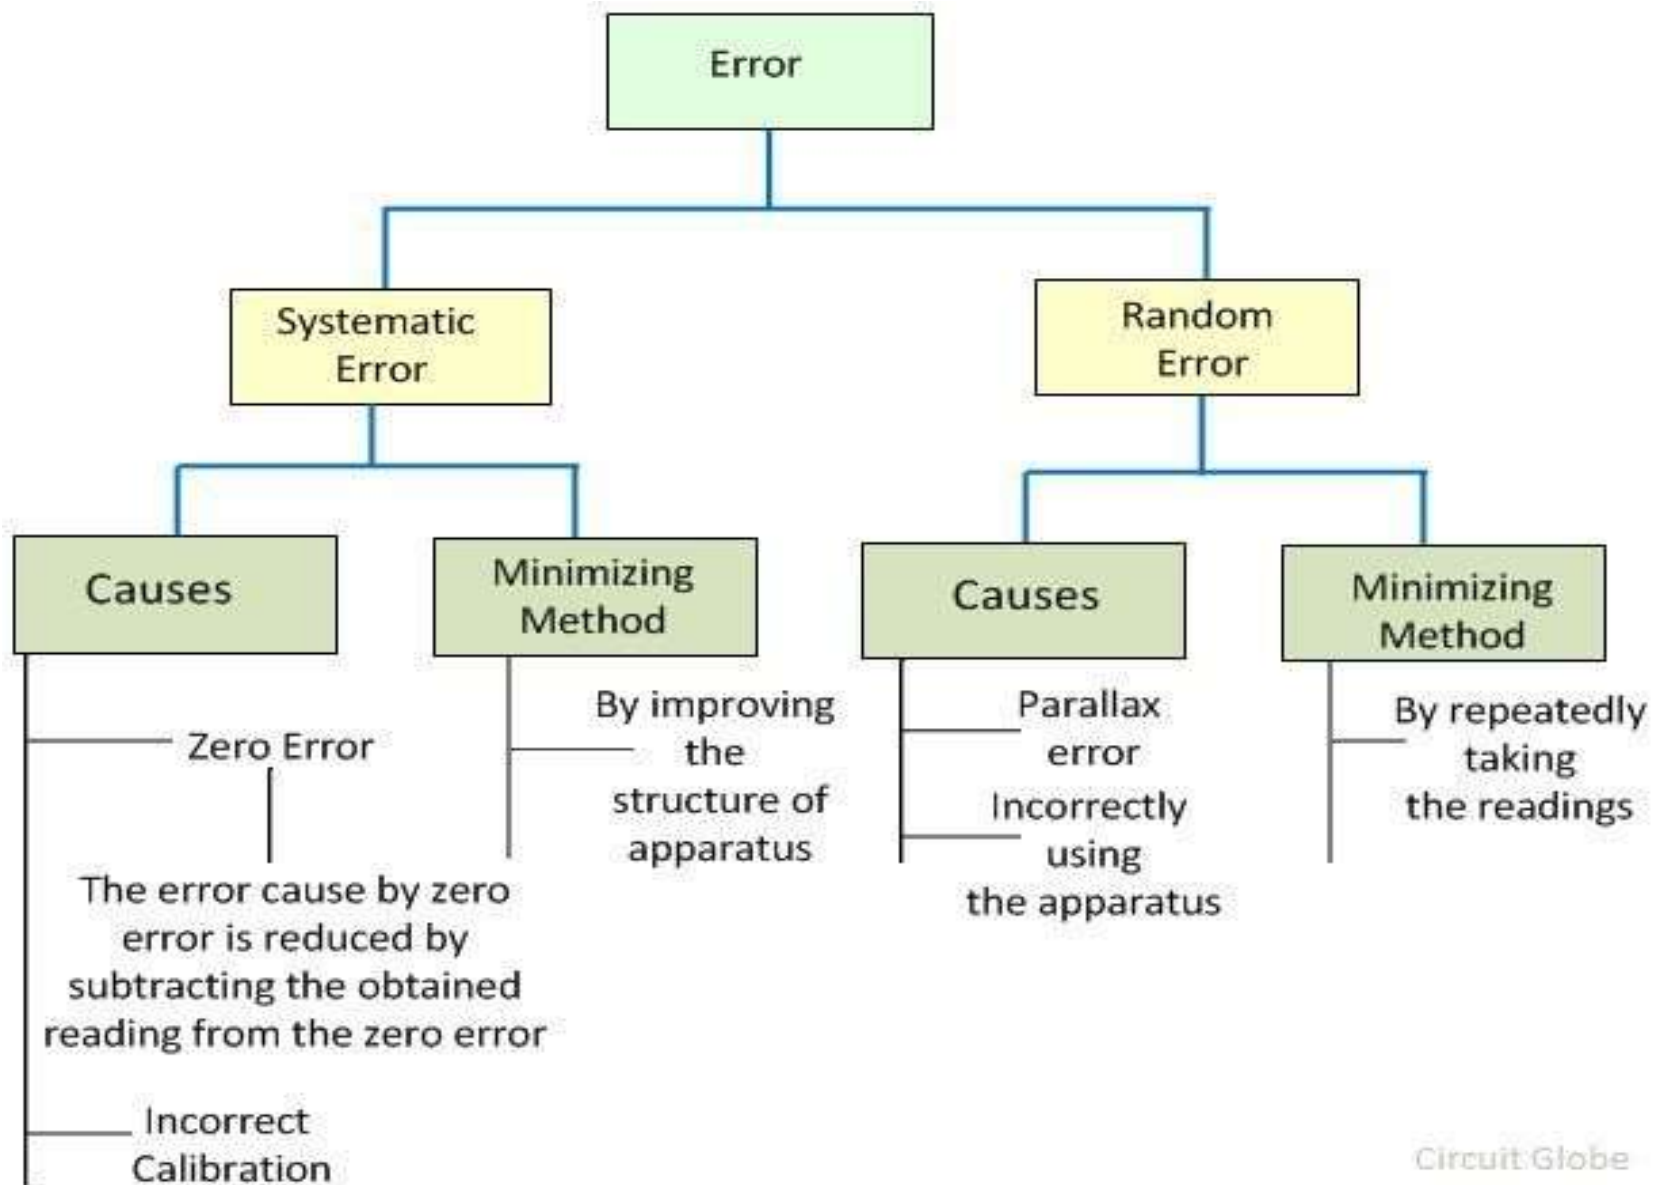 Error
Systematic
Error
Random
Error
Causes
Minimizing
Method
Causes
Minimizing
Method
Zero Error
The error cause by zero
error is reduced by
subtracting the obtained
reading from the zero error
Incorrect
Calibration
By improving
the
structure of
apparatus
Parallax
error
Incorrectly
using
the apparatus
By repeatedly
taking
the readings
Circuit Globe